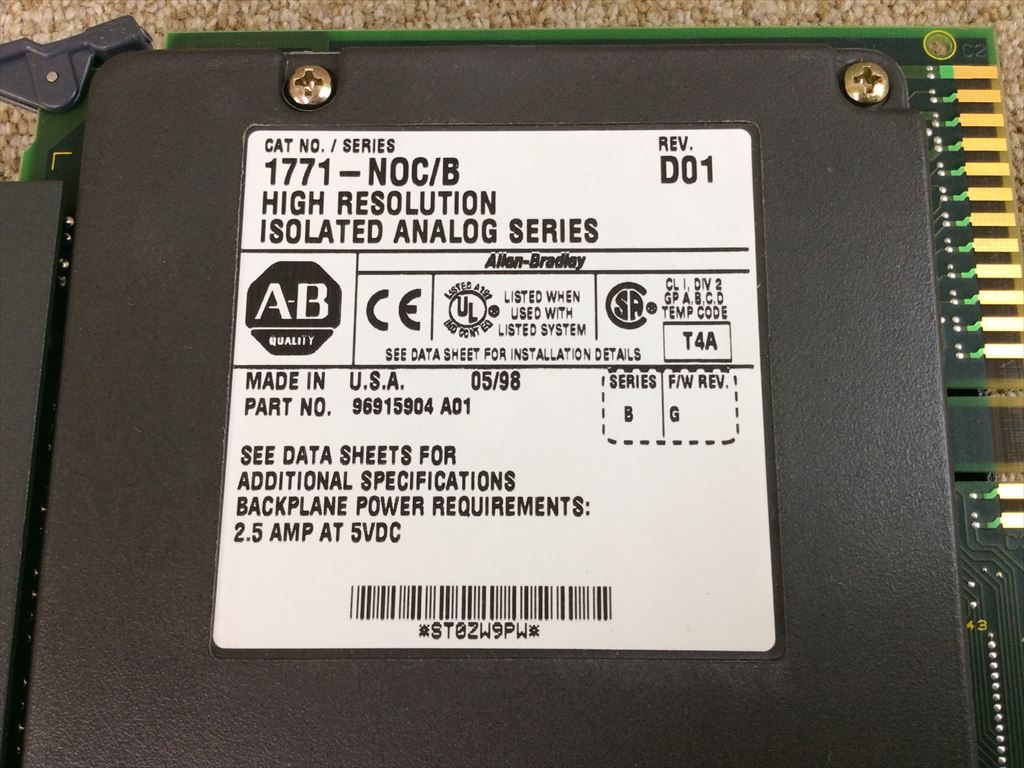 CAT NO. / SERIES
REV.
1771-NOC/B
D01
HIGH RESOLUTION
ISOLATED ANALOG SERIES
Allen-Bradley
A-B
QUALITY
CE
LISTED
UL
LISTED WHEN
USED WITH
LISTED SYSTEM
SA
CL I, DIV 2
GP A,B,C,D
TEMP CODE
T4A
SEE DATA SHEET FOR INSTALLATION DETAILS
MADE IN U.S.A. 05/98
SERIES F/W REV.
PART NO. 96915904 A01
B G
SEE DATA SHEETS FOR
ADDITIONAL SPECIFICATIONS
BACKPLANE POWER REQUIREMENTS:
2.5 AMP AT 5VDC
*ST0ZW9PW*
C2
43